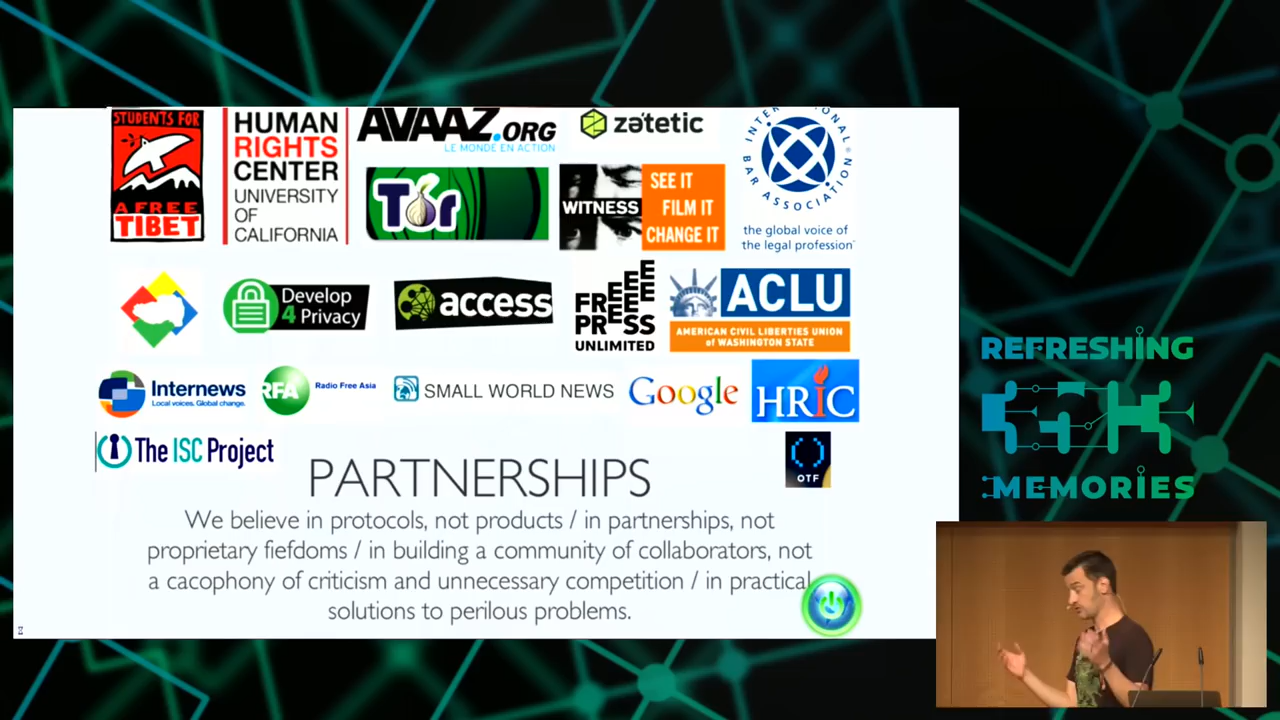 STUDENTS FOR
A FREE
TIBET
HUMAN
RIGHTS
CENTER
UNIVERSITY
OF
CALIFORNIA
AVAAZ.ORG
LE MONDE EN ACTION
zetetic
INTERNATIONAL
BAR ASSOCIATION
the global voice of
the legal profession
Tor
WITNESS
SEE IT
FILM IT
CHANGE IT
Develop
4 Privacy
access
FREE
PRESS
UNLIMITED
ACLU
AMERICAN CIVIL LIBERTIES UNION
of WASHINGTON STATE
Internews
Local voices. Global change.
RFA
Radio Free Asia
SMALL WORLD NEWS
Google
HRIC
The ISC Project
OTF
PARTNERSHIPS
We believe in protocols, not products / in partnerships, not
proprietary fiefdoms / in building a community of collaborators, not
a cacophony of criticism and unnecessary competition / in practical
solutions to perilous problems.
REFRESHING
MEMORIES